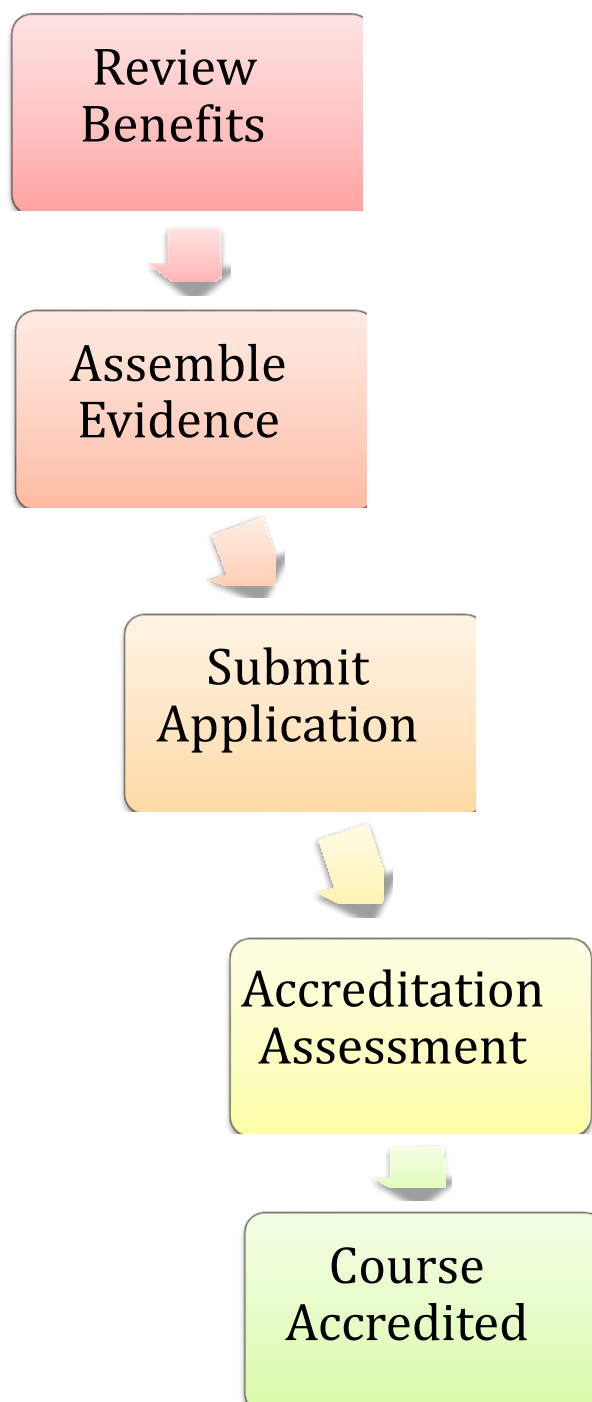 Review
Benefits
Assemble
Evidence
Submit
Application
Accreditation
Assessment
Course
Accredited